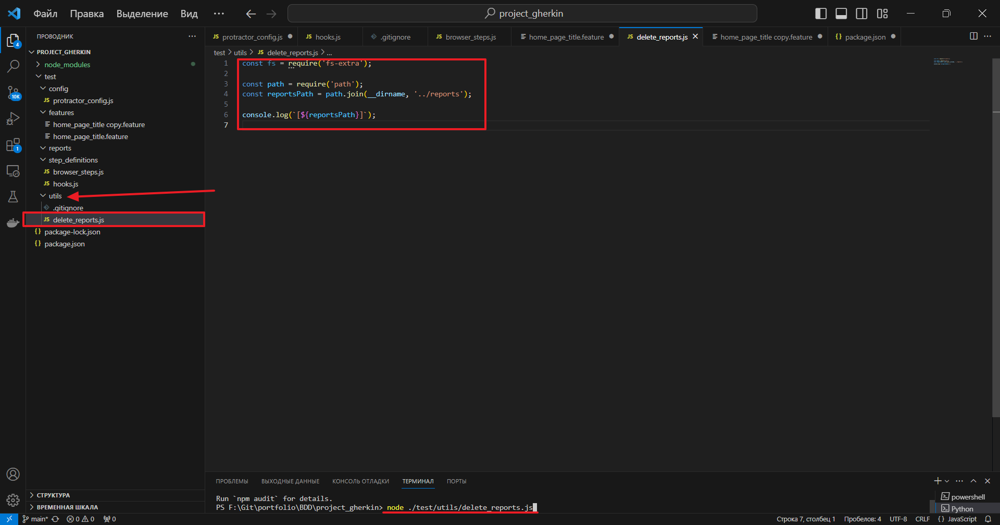 Файл Правка Выделение Вид ··· project_gherkin
ПРОВОДНИК ···
protractor_config.js hooks.js .gitignore browser_steps.js home_page_title.feature delete_reports.js home_page_title copy.feature package.json
test > utils > JS delete_reports.js > ...
PROJECT_GHERKIN
node_modules
test
config
JS protractor_config.js
features
home_page_title copy.feature
home_page_title.feature
reports
step_definitions
JS browser_steps.js
JS hooks.js
utils
.gitignore
JS delete_reports.js
{} package-lock.json
{} package.json
СТРУКТУРА
ВРЕМЕННАЯ ШКАЛА
4
10K
1
1 const fs = require('fs-extra');
2
3 const path = require('path');
4 const reportsPath = path.join(__dirname, '../reports');
5
6 console.log(`[${reportsPath}]`);
7
ПРОБЛЕМЫ ВЫХОДНЫЕ ДАННЫЕ КОНСОЛЬ ОТЛАДКИ ТЕРМИНАЛ ПОРТЫ
Run `npm audit` for details.
PS F:\Git\portfolio\BDD\project_gherkin> node ./test/utils/delete_reports.js
powershell
Python
main* 0 0 0 Строка 7, столбец 1 Пробелов: 4 UTF-8 CRLF {} JavaScript